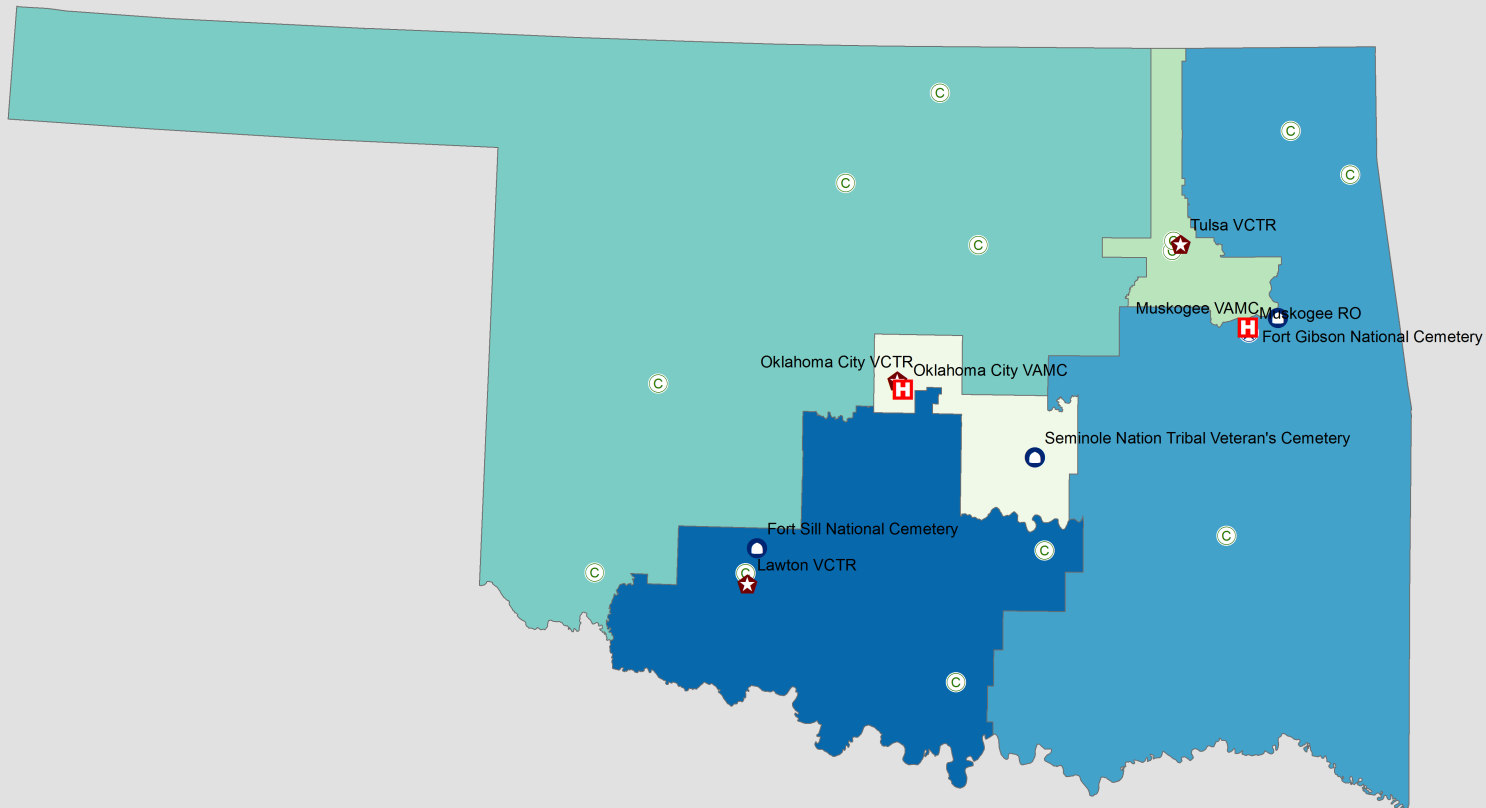 C
C
C
C
C
Tulsa VCTR
C
C
C
Muskogee VAMC
Muskogee RO
H
Fort Gibson National Cemetery
Oklahoma City VCTR
Oklahoma City VAMC
H
C
Seminole Nation Tribal Veteran's Cemetery
Fort Sill National Cemetery
C
C
Lawton VCTR
C
C
C